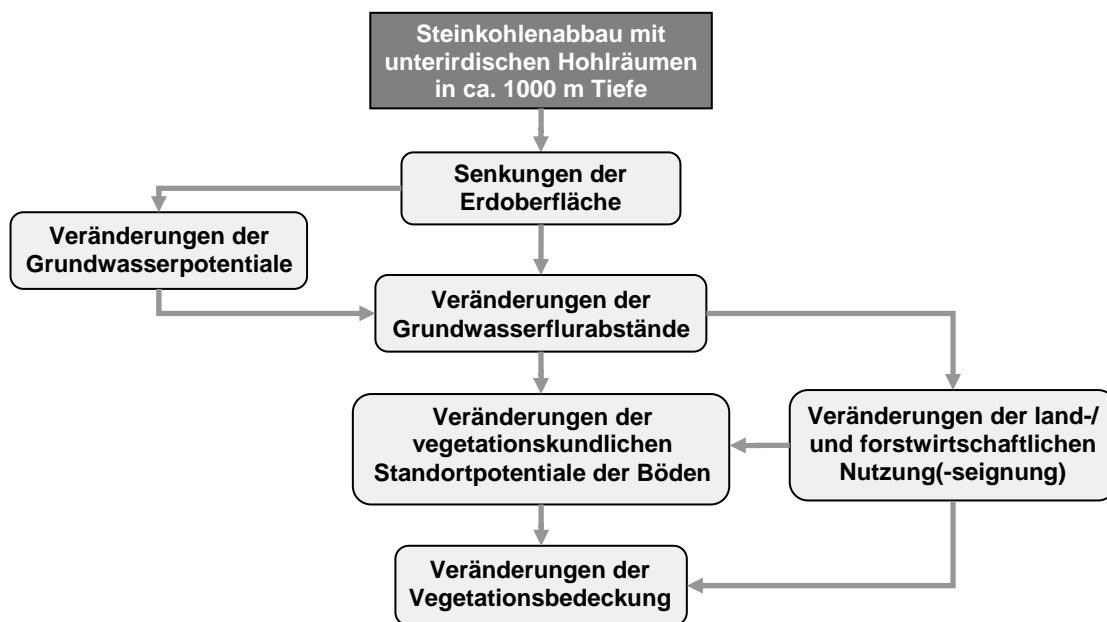 Steinkohlenabbau mit
unterirdischen Hohlräumen
in ca. 1000 m Tiefe
Senkungen der
Erdoberfläche
Veränderungen der
Grundwasserpotentiale
Veränderungen der
Grundwasserflurabstände
Veränderungen der
vegetationskundlichen
Standortpotentiale der Böden
Veränderungen der land-/
und forstwirtschaftlichen
Nutzung(-seignung)
Veränderungen der
Vegetationsbedeckung